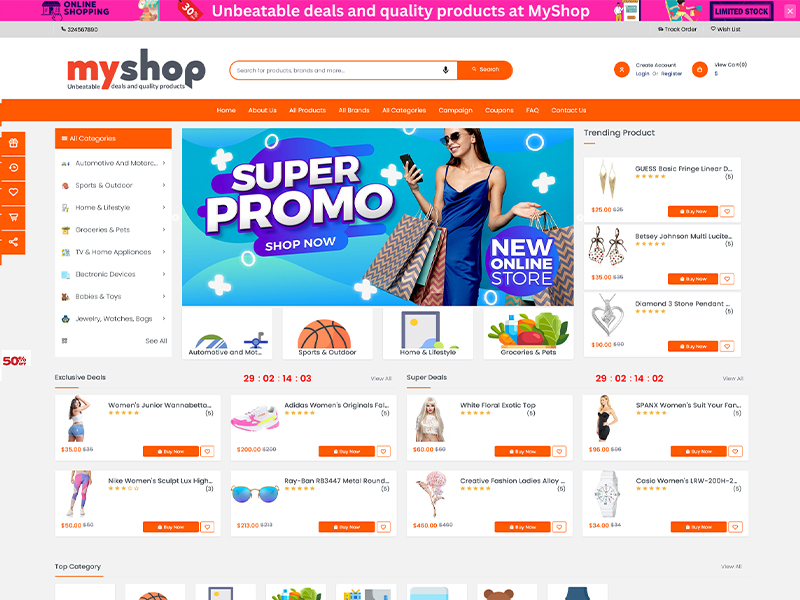 ONLINE
SHOPPING
30%
Unbeatable deals and quality products at MyShop
LIMITED STOCK
324567890
Track Order
Wish List
myshop
Unbeatable deals and quality products
Search for products, brands and more...
Search
Create Account
Login Or Register
View Cart(0)
$
Home About Us All Products All Brands All Categories Campaign Coupons FAQ Contact Us
All Categories
Automotive And Motorc...
Sports & Outdoor
Home & Lifestyle
Groceries & Pets
TV & Home Appliances
Electronic Devices
Babies & Toys
Jewelry, Watches, Bags
See All
SUPER
PROMO
SHOP NOW
NEW
ONLINE
STORE
Automotive and Mot...
Sports & Outdoor
Home & Lifestyle
Groceries & Pets
Trending Product
GUESS Basic Fringe Linear D...
(5)
$25.00 $25
Buy Now
Betsey Johnson Multi Lucite...
(5)
$35.00 $35
Buy Now
Diamond 3 Stone Pendant ...
(5)
$90
Buy Now
50%
Exclusive Deals
29 : 02 : 14 : 03
View All
Super Deals
29 : 02 : 14 : 02
View All
Women's Junior Wannabetta...
(5)
$35.00 $35
Buy Now
Adidas Women's Originals Fal...
(5)
$200.00 $200
Buy Now
White Floral Exotic Top
(5)
$60.00 $60
Buy Now
SPANX Women's Suit Your Fan...
(5)
$96.00 $96
Buy Now
Nike Women's Sculpt Lux High...
(3)
$50.00 $50
Buy Now
Ray-Ban RB3447 Metal Round...
(5)
$213.00 $213
Buy Now
Creative Fashion Ladies Alloy ...
(5)
$460.00 $460
Buy Now
Casio Women's LRW-200H-2...
(5)
$34.00 $34
Buy Now
Top Category
View All